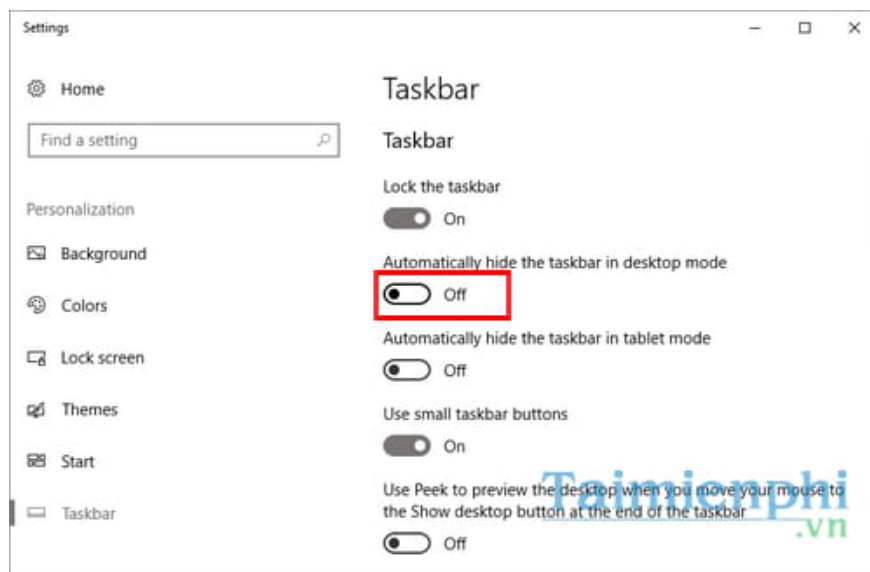 Settings
Home
Find a setting
Personalization
Background
Colors
Lock screen
Themes
Start
Taskbar
Taskbar
Taskbar
Lock the taskbar
On
Automatically hide the taskbar in desktop mode
Off
Automatically hide the taskbar in tablet mode
Off
Use small taskbar buttons
On
Use Peek to preview the desktop when you move your mouse to
the Show desktop button at the end of the taskbar
Off
Taimienphi
.vn